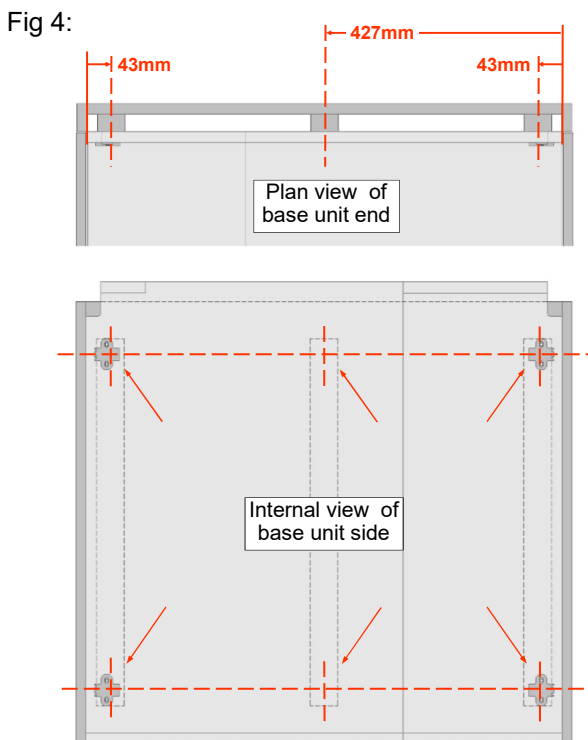 Fig 4:
427mm
43mm
43mm
Plan view of
base unit end
Internal view of
base unit side